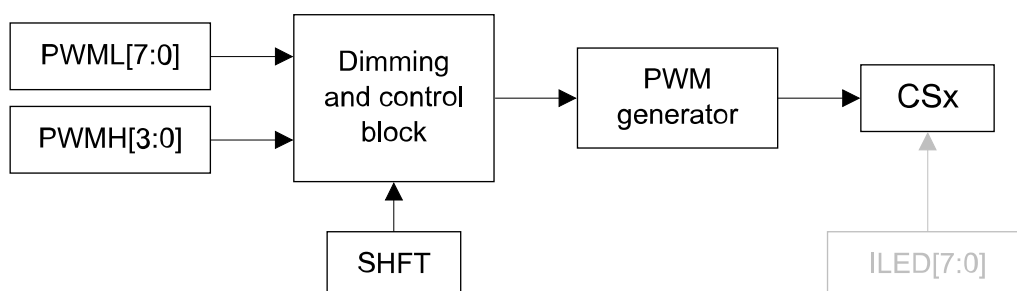 PWML[7:0]
PWMH[3:0]
Dimming
and control
block
SHFT
PWM
generator
CSx
ILED[7:0]